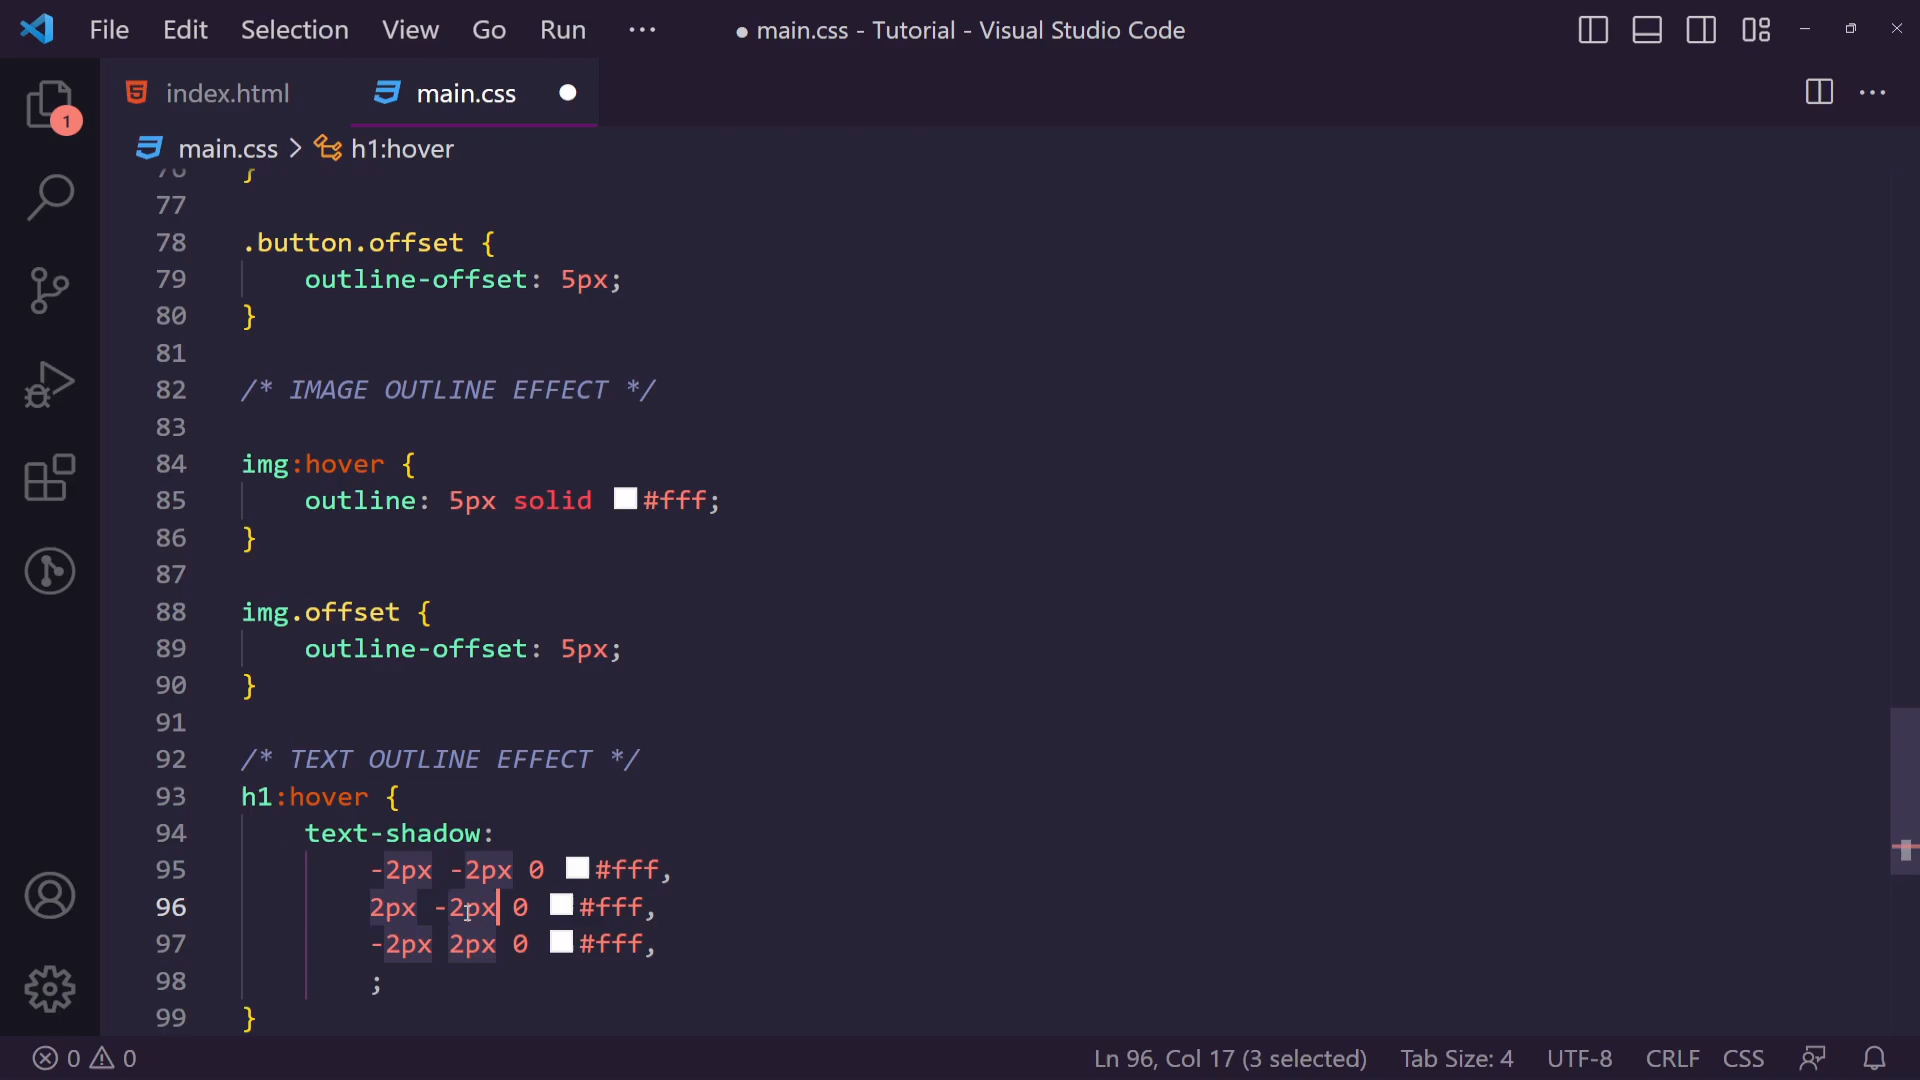 File Edit Selection View Go Run ··· ● main.css - Tutorial - Visual Studio Code
1
index.html main.css
main.css > h1:hover
76 }
77
78 .button.offset {
79 outline-offset: 5px;
80 }
81
82 /* IMAGE OUTLINE EFFECT */
83
84 img:hover {
85 outline: 5px solid #fff;
86 }
87
88 img.offset {
89 outline-offset: 5px;
90 }
91
92 /* TEXT OUTLINE EFFECT */
93 h1:hover {
94 text-shadow:
95 -2px -2px 0 #fff,
96 2px -2px 0 #fff,
97 -2px 2px 0 #fff,
98 ;
99 }
0 0 Ln 96, Col 17 (3 selected) Tab Size: 4 UTF-8 CRLF CSS